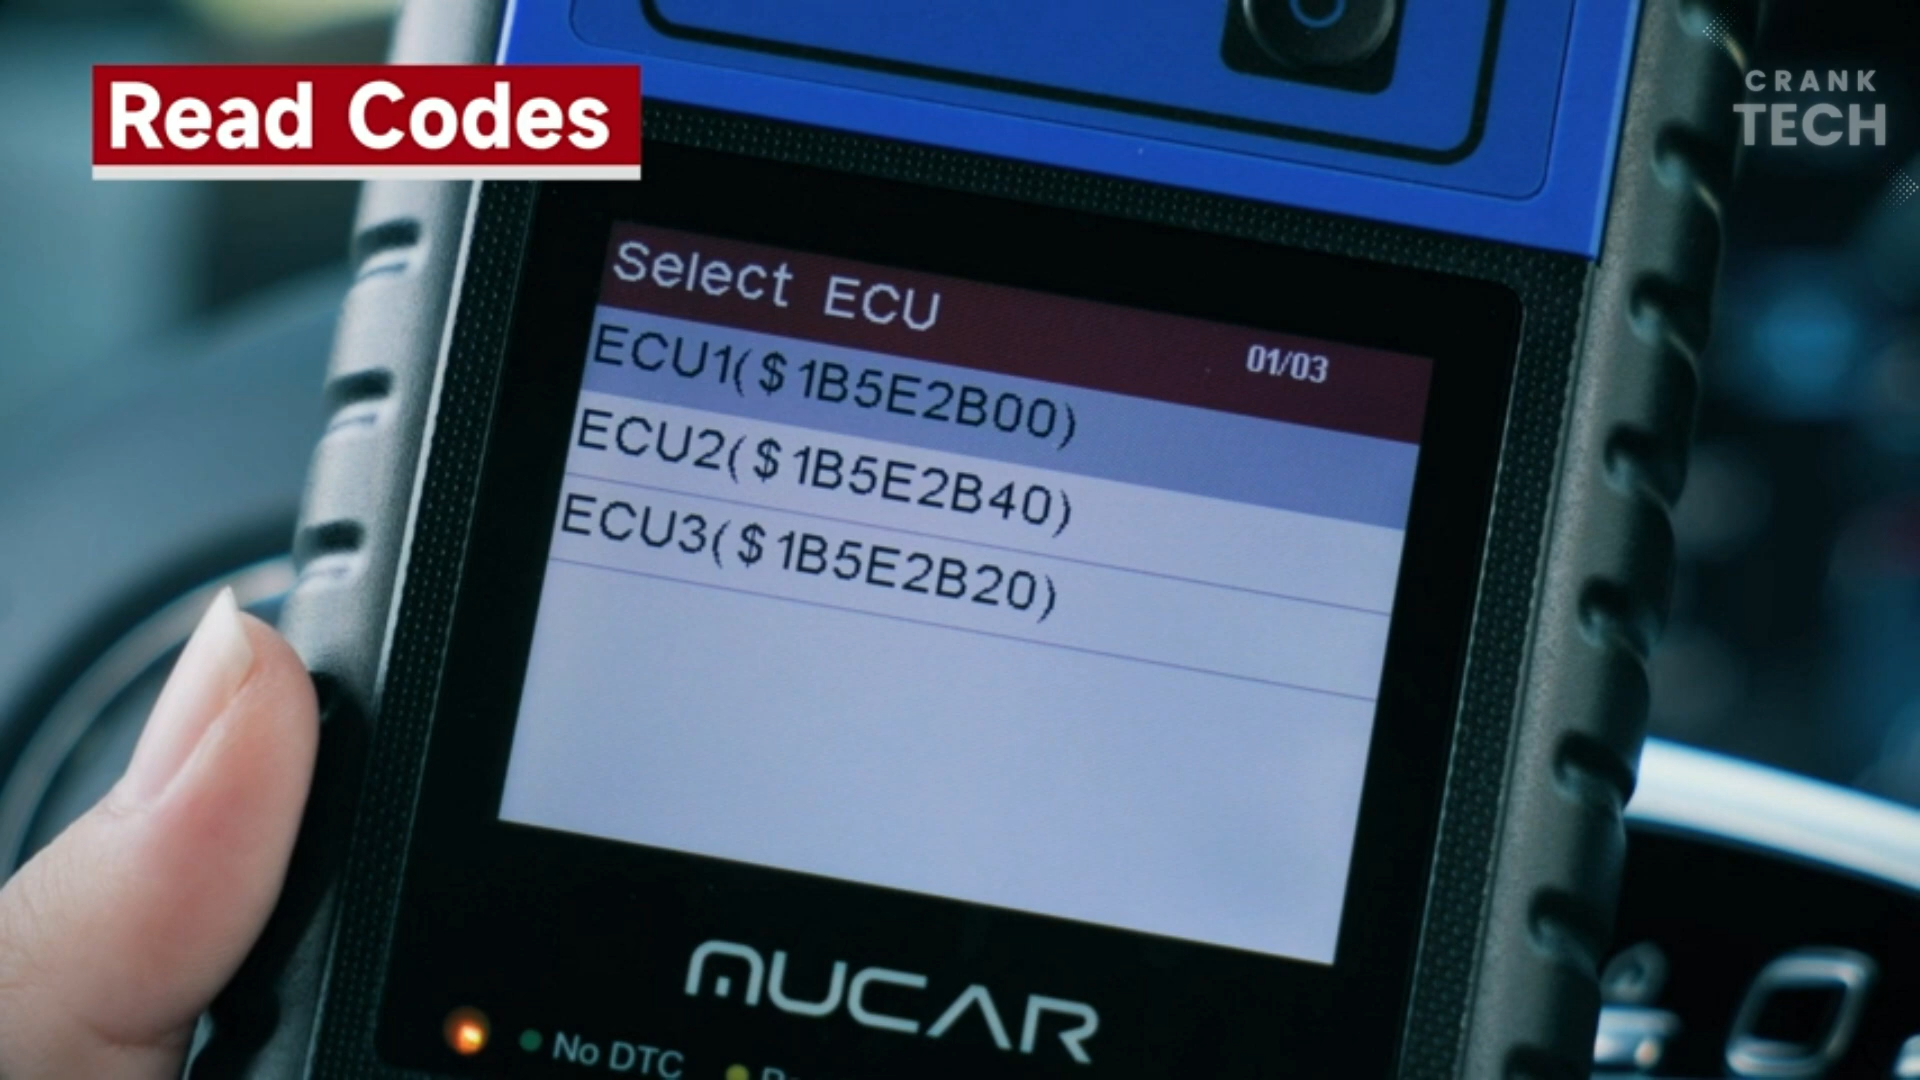 Read Codes
CRANK
TECH
Select ECU
01/03
ECU1($1B5E2B00)
ECU2($1B5E2B40)
ECU3($1B5E2B20)
MUCAR
No DTC